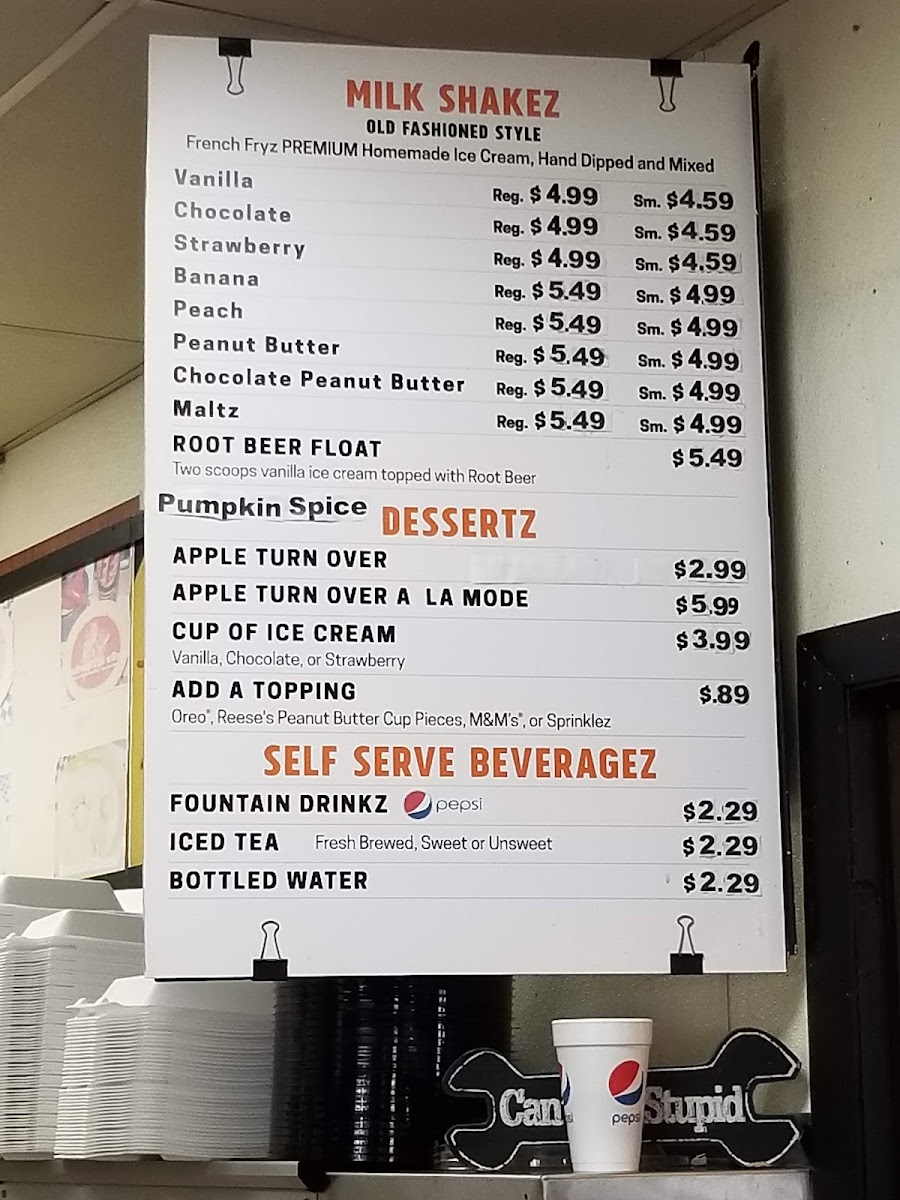 MILK SHAKEZ
OLD FASHIONED STYLE
French Fryz PREMIUM Homemade Ice Cream, Hand Dipped and Mixed
Vanilla Reg. $4.99 Sm. $4.59
Chocolate Reg. $4.99 Sm. $4.59
Strawberry Reg. $4.99 Sm. $4.59
Banana Reg. $5.49 Sm. $4.99
Peach Reg. $5.49 Sm. $4.99
Peanut Butter Reg. $5.49 Sm. $4.99
Chocolate Peanut Butter Reg. $5.49 Sm. $4.99
Maltz Reg. $5.49 Sm. $4.99
ROOT BEER FLOAT $5.49
Two scoops vanilla ice cream topped with Root Beer
Pumpkin Spice
DESSERTZ
APPLE TURN OVER $2.99
APPLE TURN OVER A LA MODE $5.99
CUP OF ICE CREAM $3.99
Vanilla, Chocolate, or Strawberry
ADD A TOPPING $.89
Oreo®, Reese's Peanut Butter Cup Pieces, M&M's®, or Sprinklez
SELF SERVE BEVERAGEZ
FOUNTAIN DRINKZ pepsi $2.29
ICED TEA Fresh Brewed, Sweet or Unsweet $2.29
BOTTLED WATER $2.29
Can Stupid
pepsi